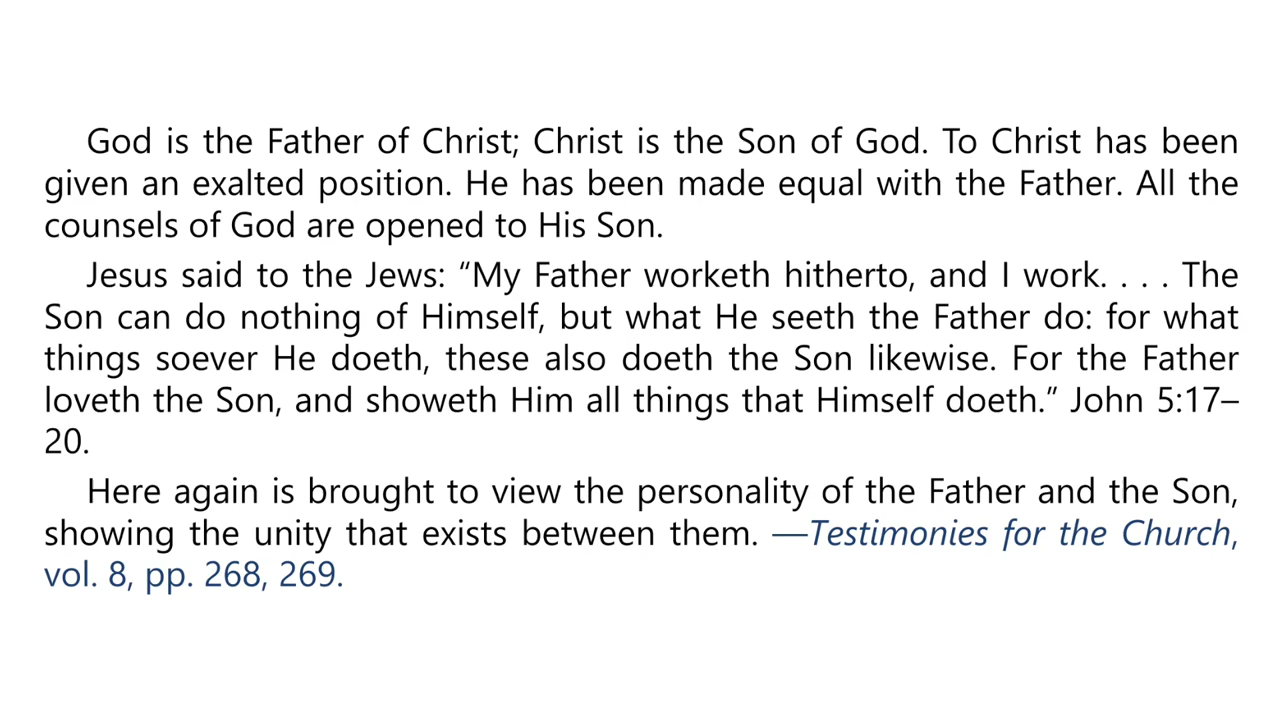 God is the Father of Christ; Christ is the Son of God. To Christ has been
given an exalted position. He has been made equal with the Father. All the
counsels of God are opened to His Son.
Jesus said to the Jews: “My Father worketh hitherto, and I work. . . . The
Son can do nothing of Himself, but what He seeth the Father do: for what
things soever He doeth, these also doeth the Son likewise. For the Father
loveth the Son, and showeth Him all things that Himself doeth.” John 5:17–
20.
Here again is brought to view the personality of the Father and the Son,
showing the unity that exists between them. —Testimonies for the Church,
vol. 8, pp. 268, 269.